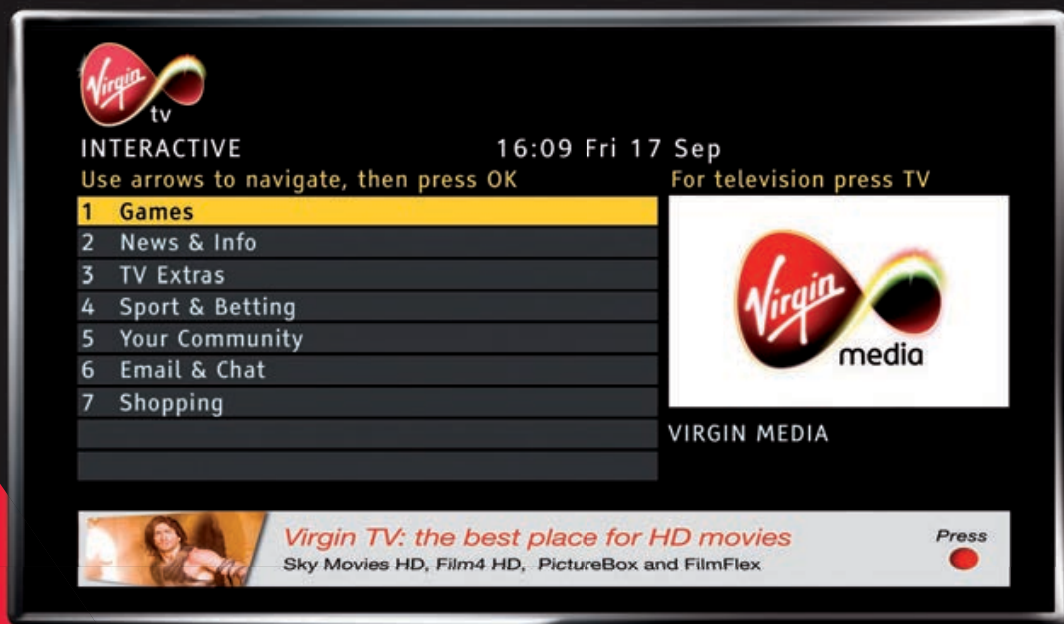 Virgin
tv
INTERACTIVE
16:09 Fri 17 Sep
Use arrows to navigate, then press OK
For television press TV
1 Games
2 News & Info
3 TV Extras
4 Sport & Betting
5 Your Community
6 Email & Chat
7 Shopping
Virgin
media
VIRGIN MEDIA
Virgin TV: the best place for HD movies
Sky Movies HD, Film4 HD, PictureBox and FilmFlex
Press